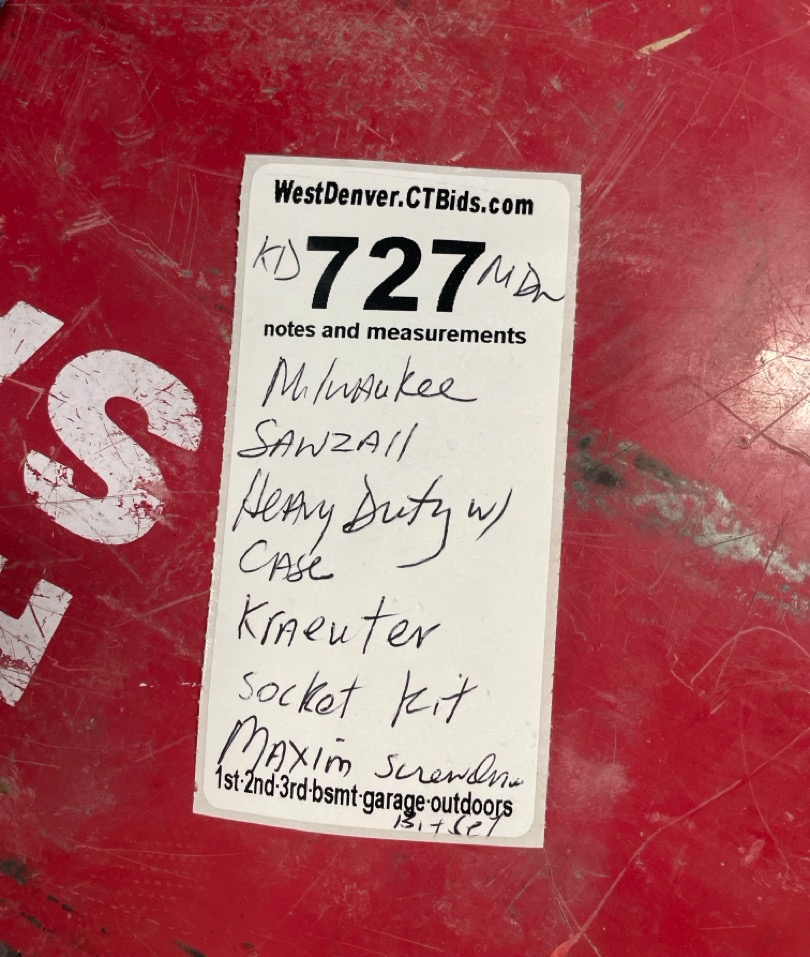 WestDenver.CTBids.com
KD 727 MDW
notes and measurements
Milwaukee
SAWZAll
HEAvy Duty w/
CASE
Kraeuter
socket Kit
MAXim Screwdriv
1st·2nd·3rd·bsmt·garage·outdoors
Bit Set
S